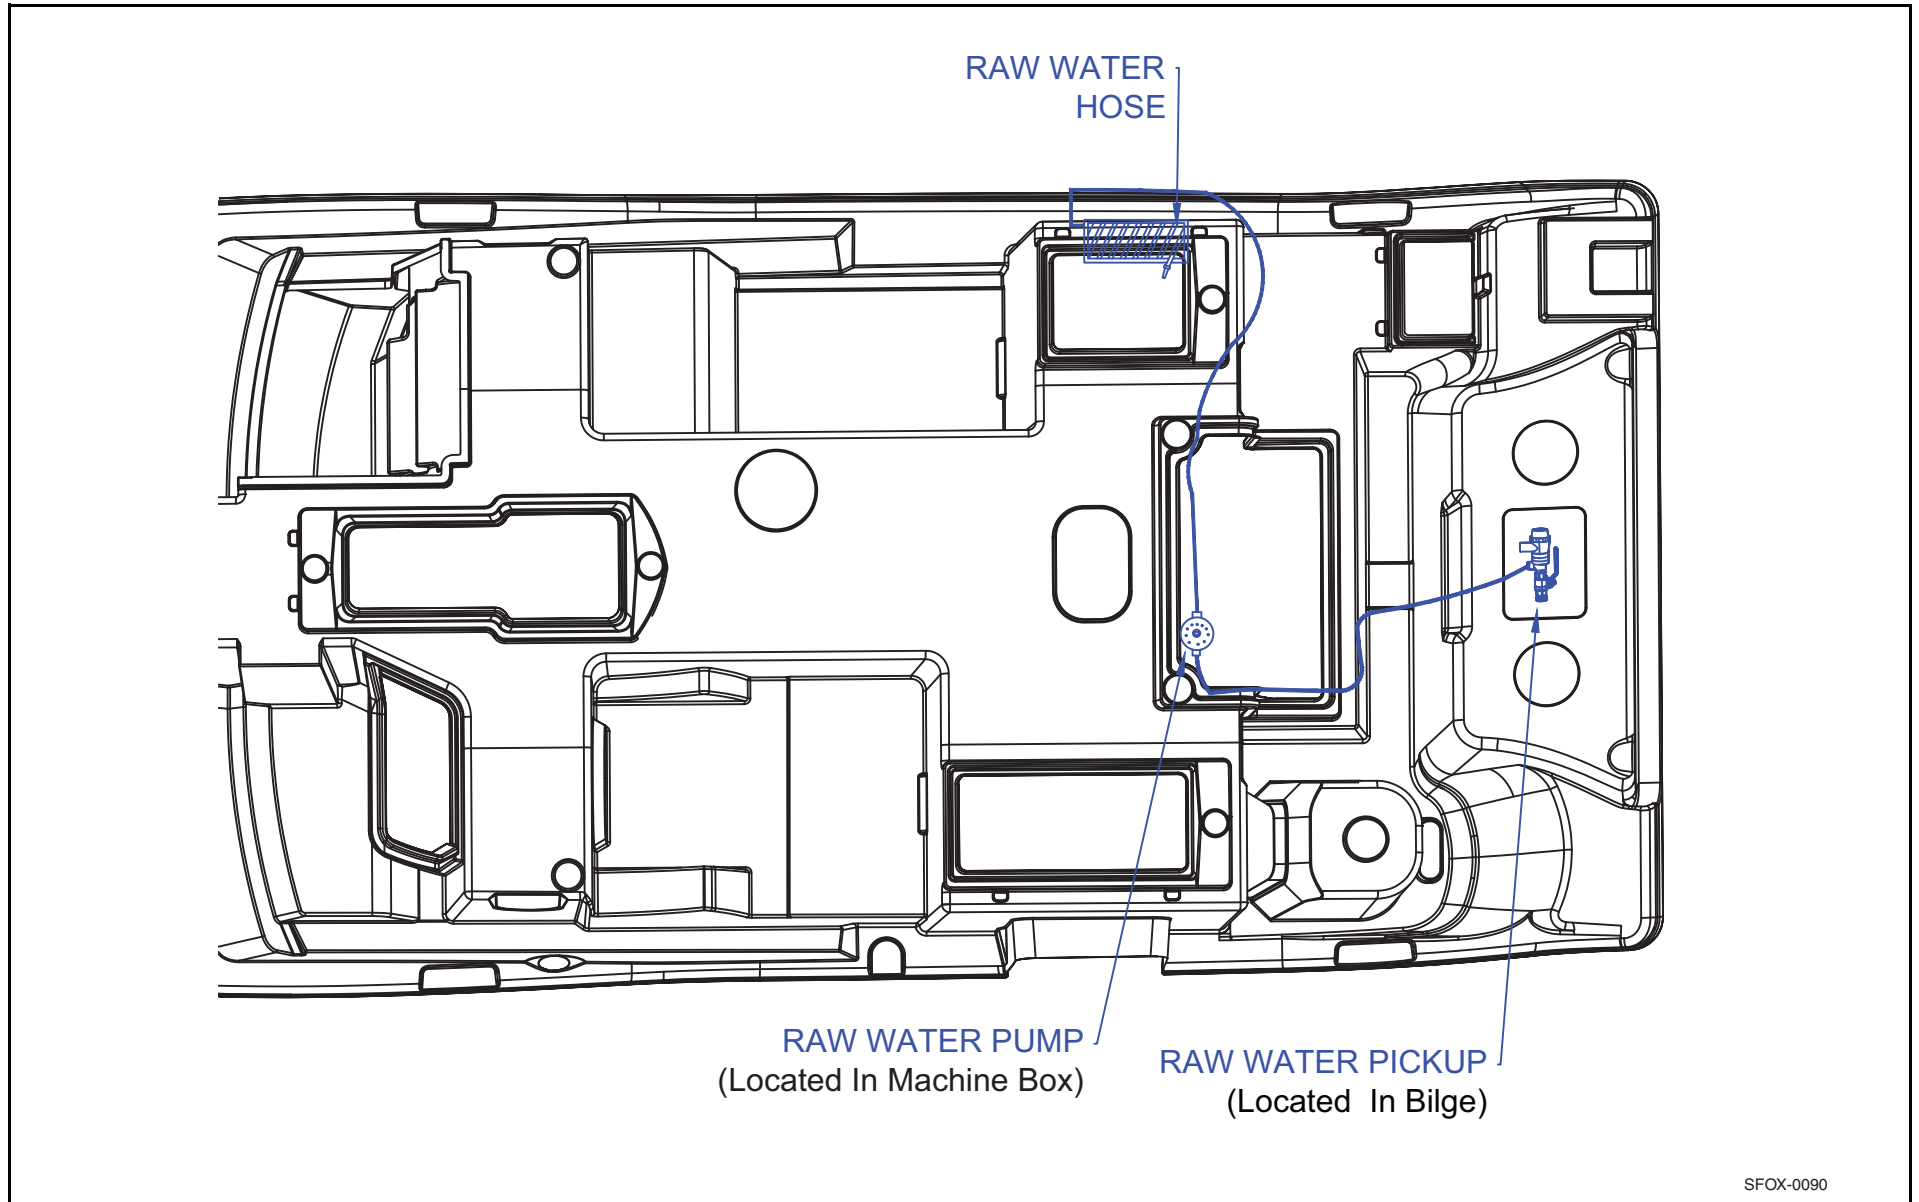 RAW WATER
HOSE
RAW WATER PUMP
(Located In Machine Box)
RAW WATER PICKUP
(Located  In Bilge)
SFOX-0090